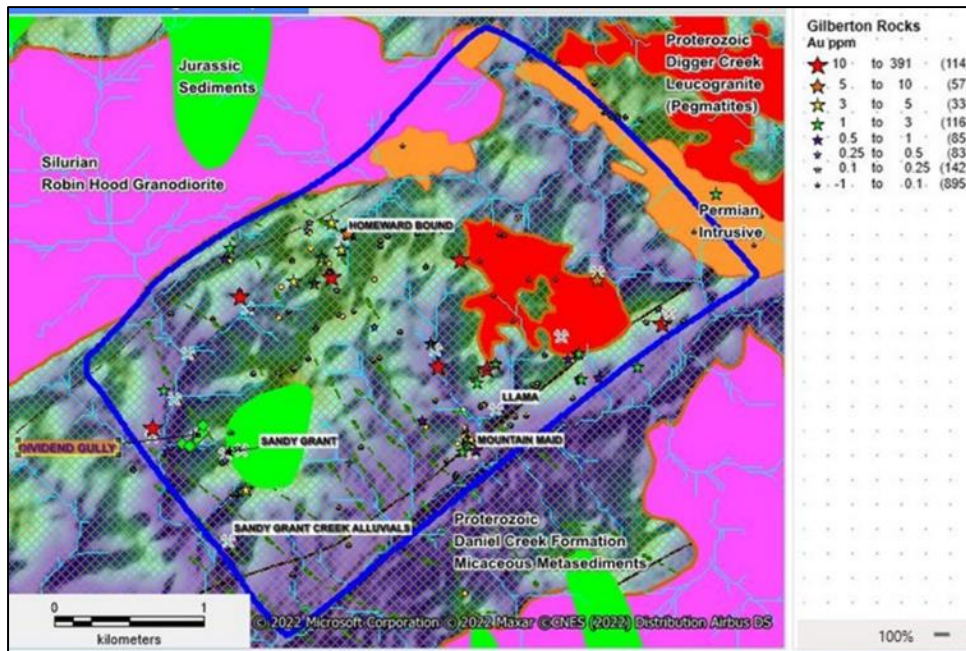 Jurassic
Sediments
Silurian
Robin Hood Granodiorite
Proterozoic
Digger Creek
Leucogranite
(Pegmatites)
Permian
Intrusive
HOMEWARD BOUND
LLAMA
MOUNTAIN MAID
DIVIDEND GULLY
SANDY GRANT
SANDY GRANT CREEK ALLUVIALS
Proterozoic
Daniel Creek Formation
Micaceous Metasediments
0 1
kilometers
© 2022 Microsoft Corporation © 2022 Maxar ©CNES (2022) Distribution Airbus DS
Gilberton Rocks
Au ppm
10 to 391 (114
5 to 10 (57
3 to 5 (33
1 to 3 (116
0.5 to 1 (85
0.25 to 0.5 (83
0.1 to 0.25 (142
-1 to 0.1 (895
100%